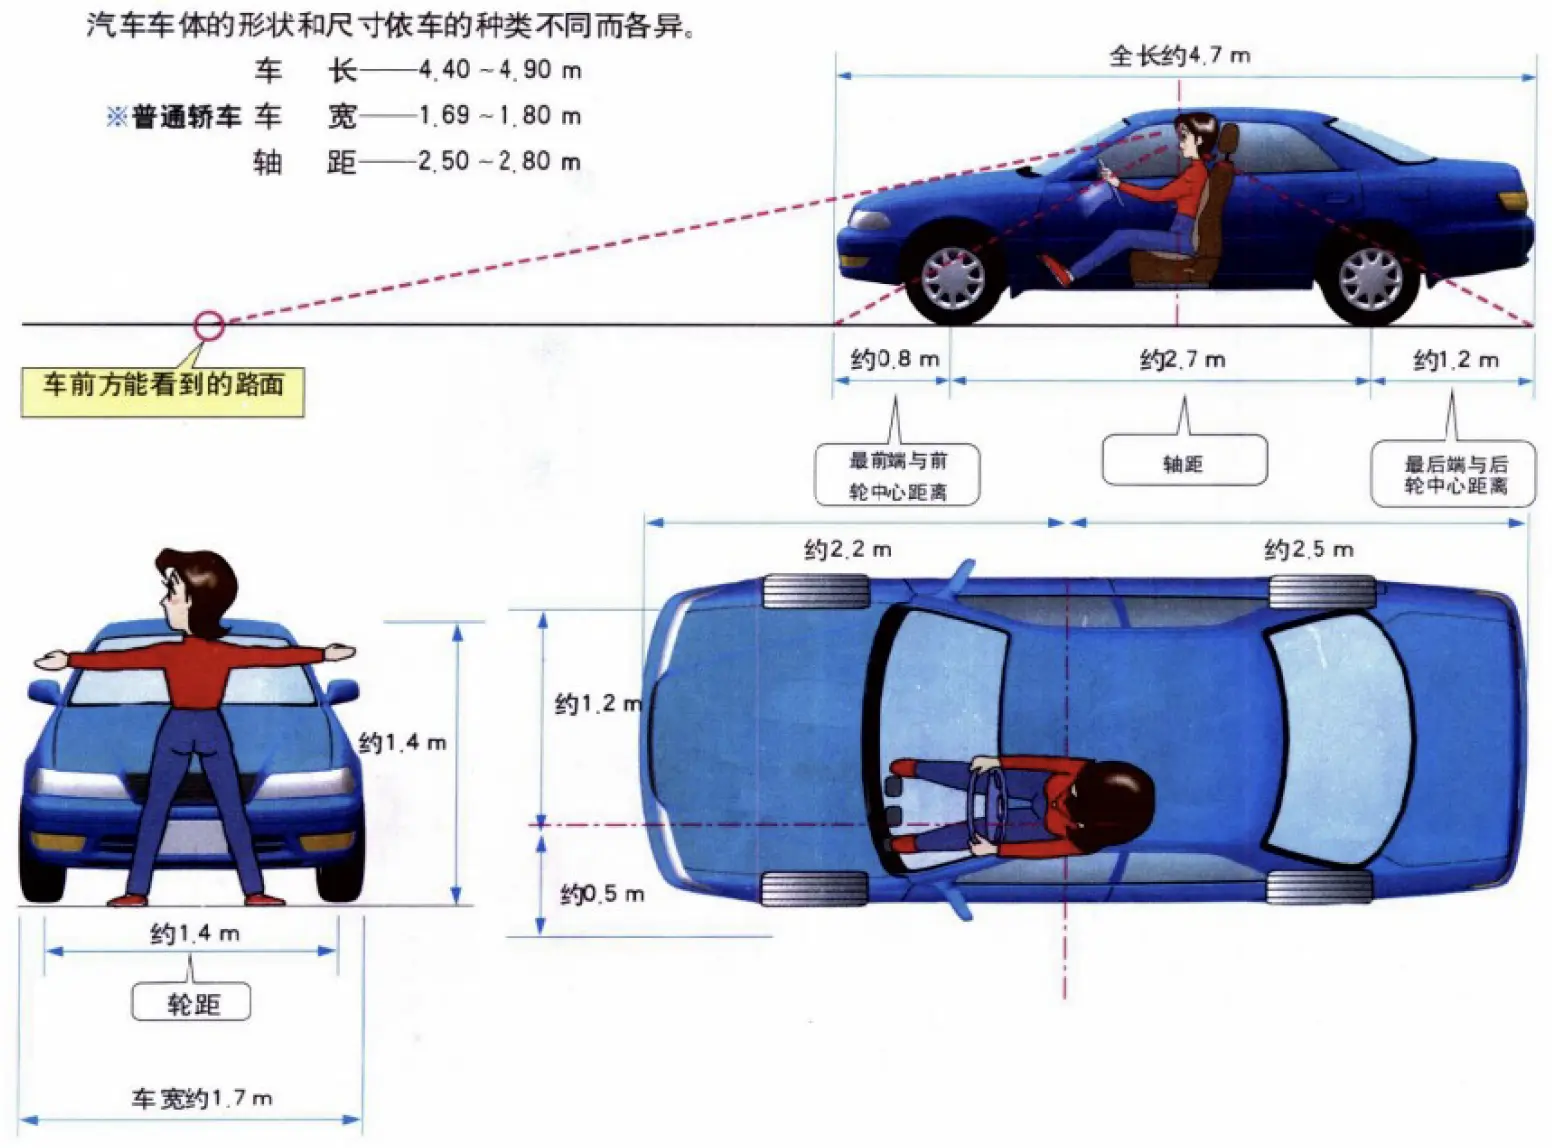 汽车车体的形状和尺寸依车的种类不同而各异。
车 长——4.40~4.90 m
※普通轿车 车 宽——1.69~1.80 m
轴 距——2.50~2.80 m
全长约4.7 m
车前方能看到的路面
约0.8 m
约2.7 m
约1.2 m
最前端与前
轮中心距离
轴距
最后端与后
轮中心距离
约2.2 m
约2.5 m
约1.2 m
约0.5 m
约1.4 m
约1.4 m
轮距
车宽约1.7 m